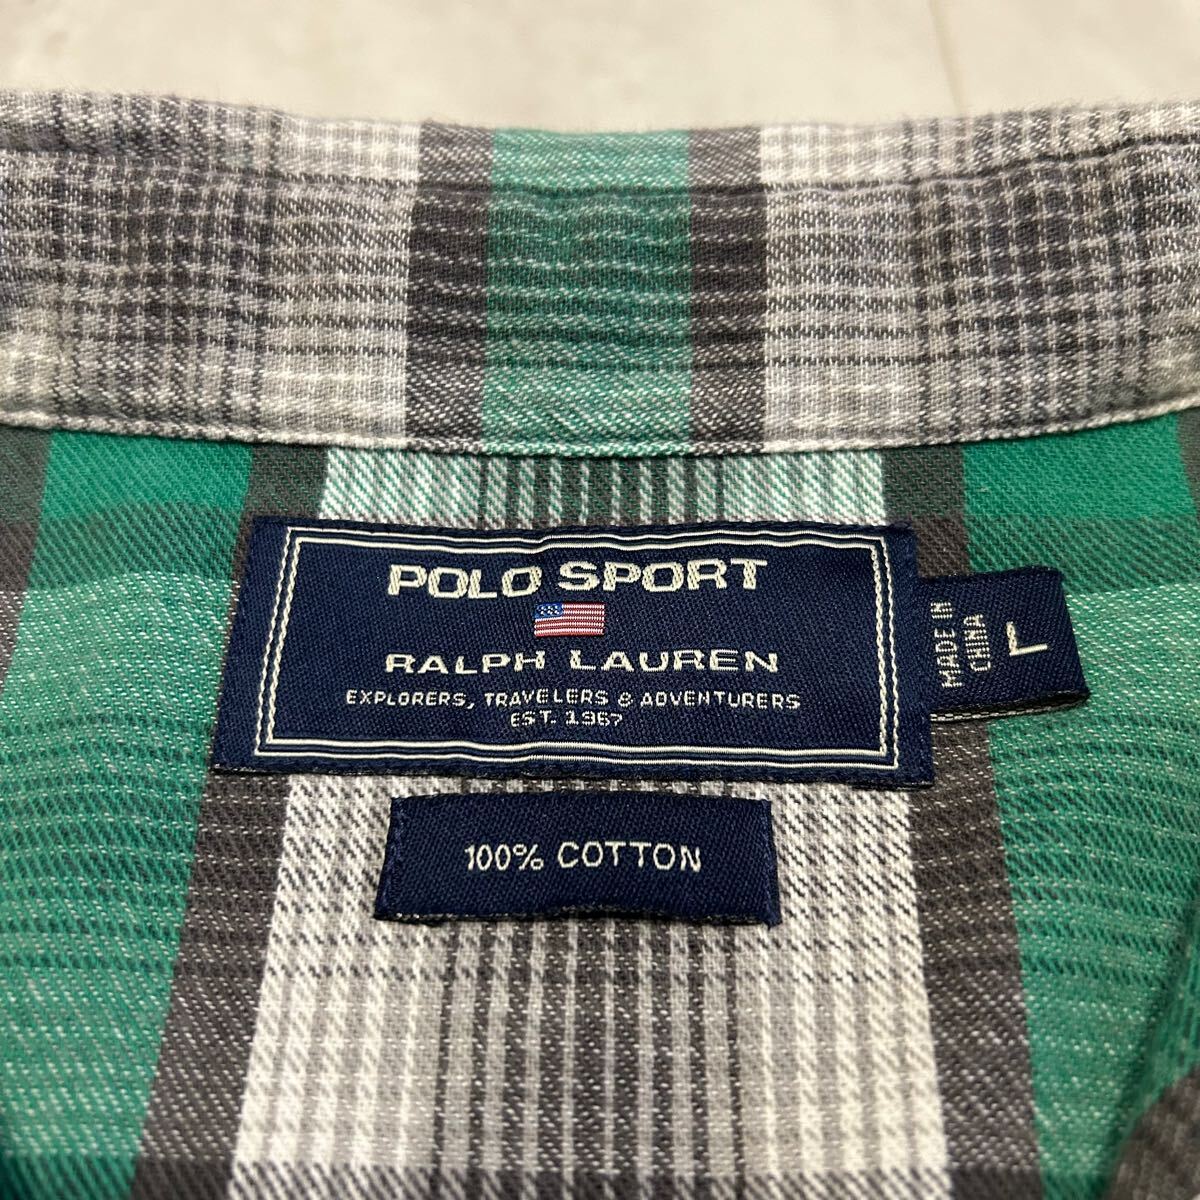 POLO SPORT
RALPH LAUREN
EXPLORERS, TRAVELERS & ADVENTURERS
EST. 1967
MADE IN
CHINA
L
100% COTTON